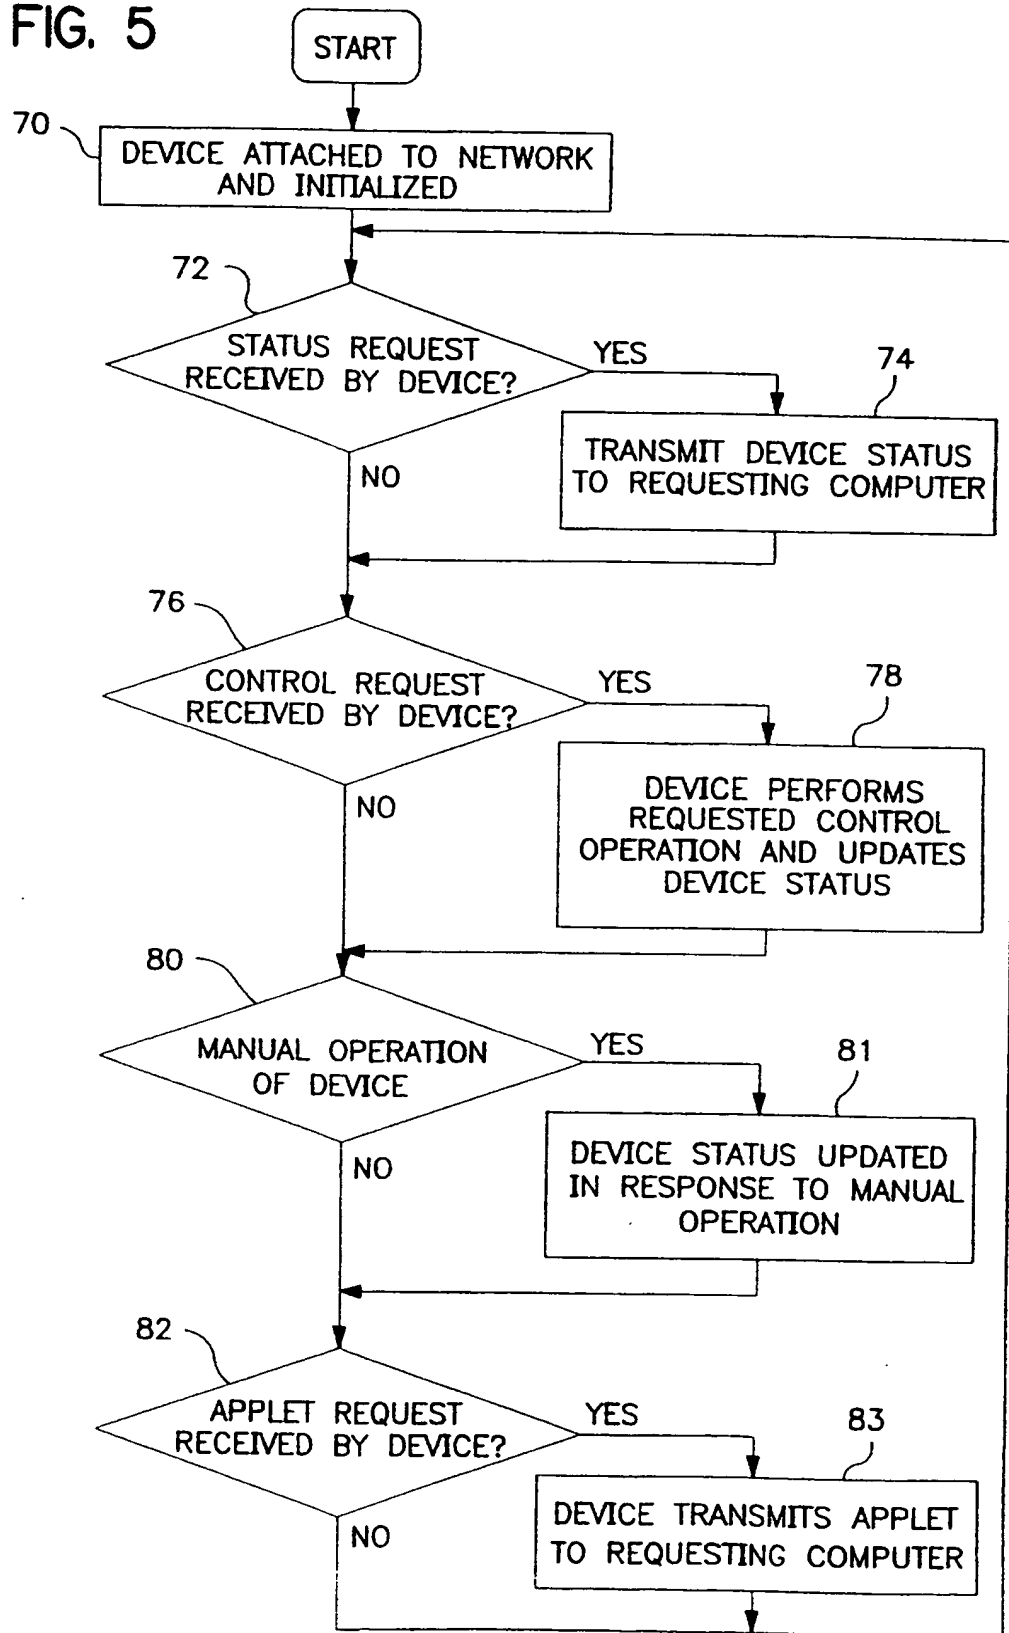 FIG. 5
START
70
DEVICE ATTACHED TO NETWORK
AND INITIALIZED
72
STATUS REQUEST
RECEIVED BY DEVICE?
YES
74
TRANSMIT DEVICE STATUS
TO REQUESTING COMPUTER
NO
76
CONTROL REQUEST
RECEIVED BY DEVICE?
YES
78
DEVICE PERFORMS
REQUESTED CONTROL
OPERATION AND UPDATES
DEVICE STATUS
NO
80
MANUAL OPERATION
OF DEVICE
YES
81
DEVICE STATUS UPDATED
IN RESPONSE TO MANUAL
OPERATION
NO
82
APPLET REQUEST
RECEIVED BY DEVICE?
YES
83
DEVICE TRANSMITS APPLET
TO REQUESTING COMPUTER
NO